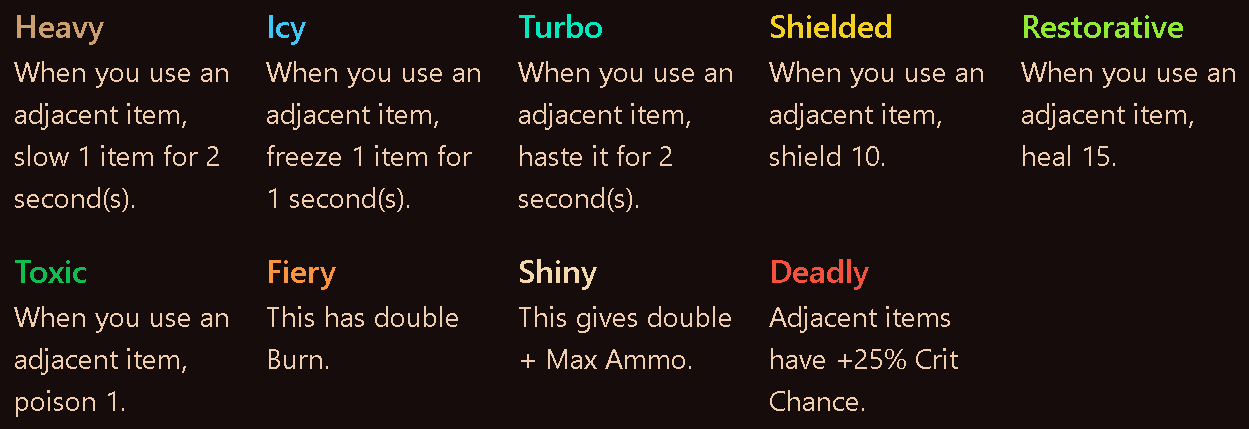 Heavy
When you use an
adjacent item,
slow 1 item for 2
second(s).
Icy
When you use an
adjacent item,
freeze 1 item for
1 second(s).
Turbo
When you use an
adjacent item,
haste it for 2
second(s).
Shielded
When you use an
adjacent item,
shield 10.
Restorative
When you use an
adjacent item,
heal 15.
Toxic
When you use an
adjacent item,
poison 1.
Fiery
This has double
Burn.
Shiny
This gives double
+ Max Ammo.
Deadly
Adjacent items
have +25% Crit
Chance.